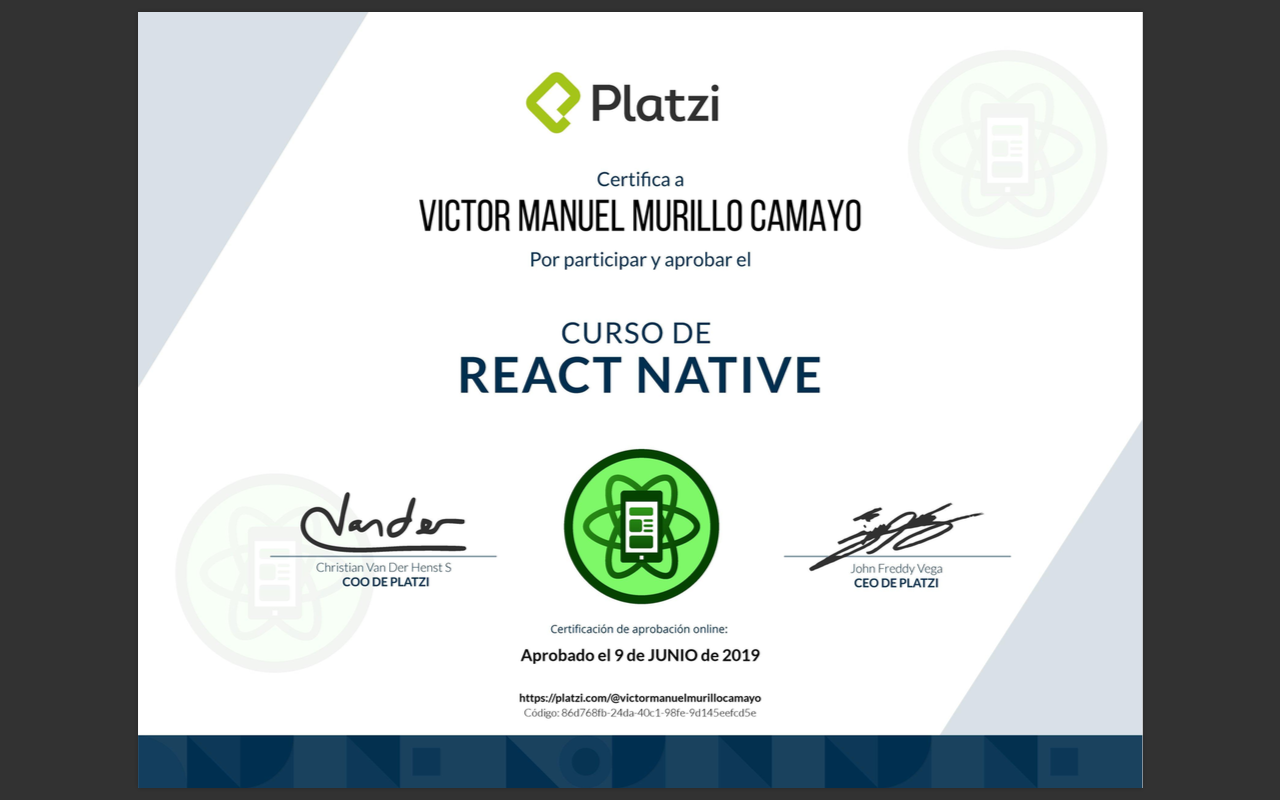 Platzi
Certifica a
VICTOR MANUEL MURILLO CAMAYO
Por participar y aprobar el
CURSO DE
REACT NATIVE
Vander
Christian Van Der Henst S
COO DE PLATZI
John Freddy Vega
CEO DE PLATZI
Certificación de aprobación online:
Aprobado el 9 de JUNIO de 2019
https://platzi.com/@victormanuelmurillocamayo
Código: 86d768fb-24da-40c1-98fe-9d145eefcd5e